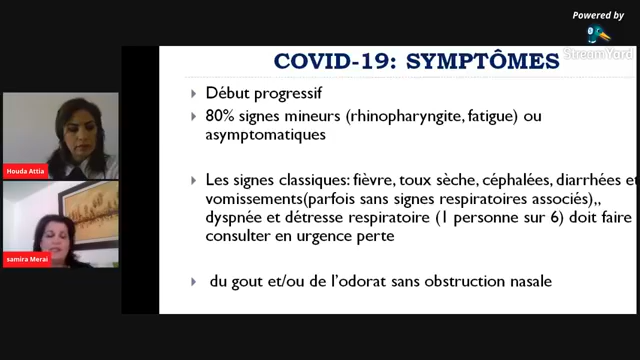 Powered by
StreamYard
COVID-19: SYMPTÔMES
Début progressif
80% signes mineurs (rhinopharyngite, fatigue) ou
asymptomatiques
Les signes classiques: fièvre, toux sèche, céphalées, diarrhées et
vomissements(parfois sans signes respiratoires associés),,
dyspnée et détresse respiratoire (1 personne sur 6) doit faire
consulter en urgence perte
du gout et/ou de l'odorat sans obstruction nasale
Houda Attia
samira Merai